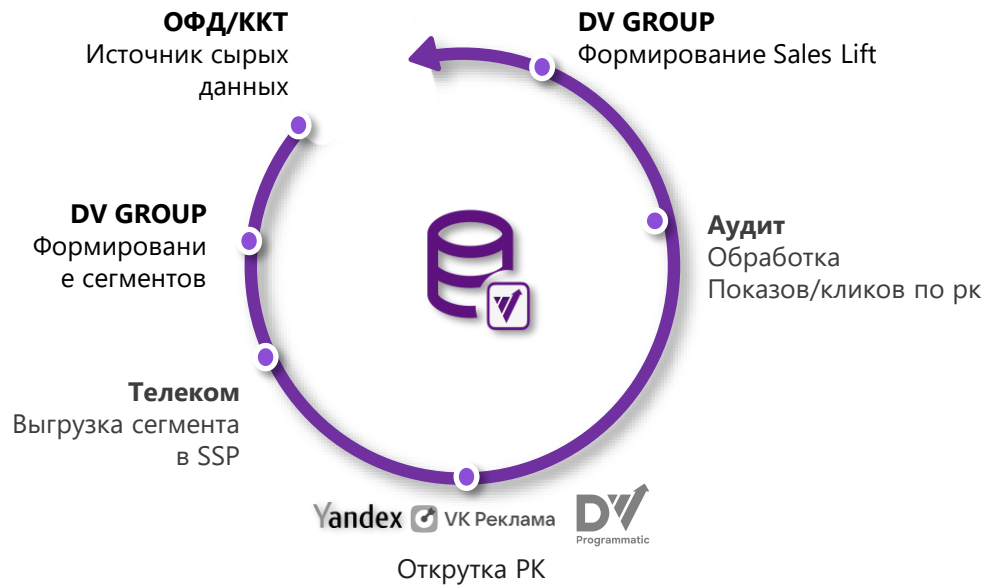 ОФД/ККТ
Источник сырых
данных
DV GROUP
Формирование Sales Lift
DV GROUP
Формировани
е сегментов
Аудит
Обработка
Показов/кликов по рк
Телеком
Выгрузка сегмента
в SSP
Yandex VK Реклама DV
Programmatic
Открутка РК